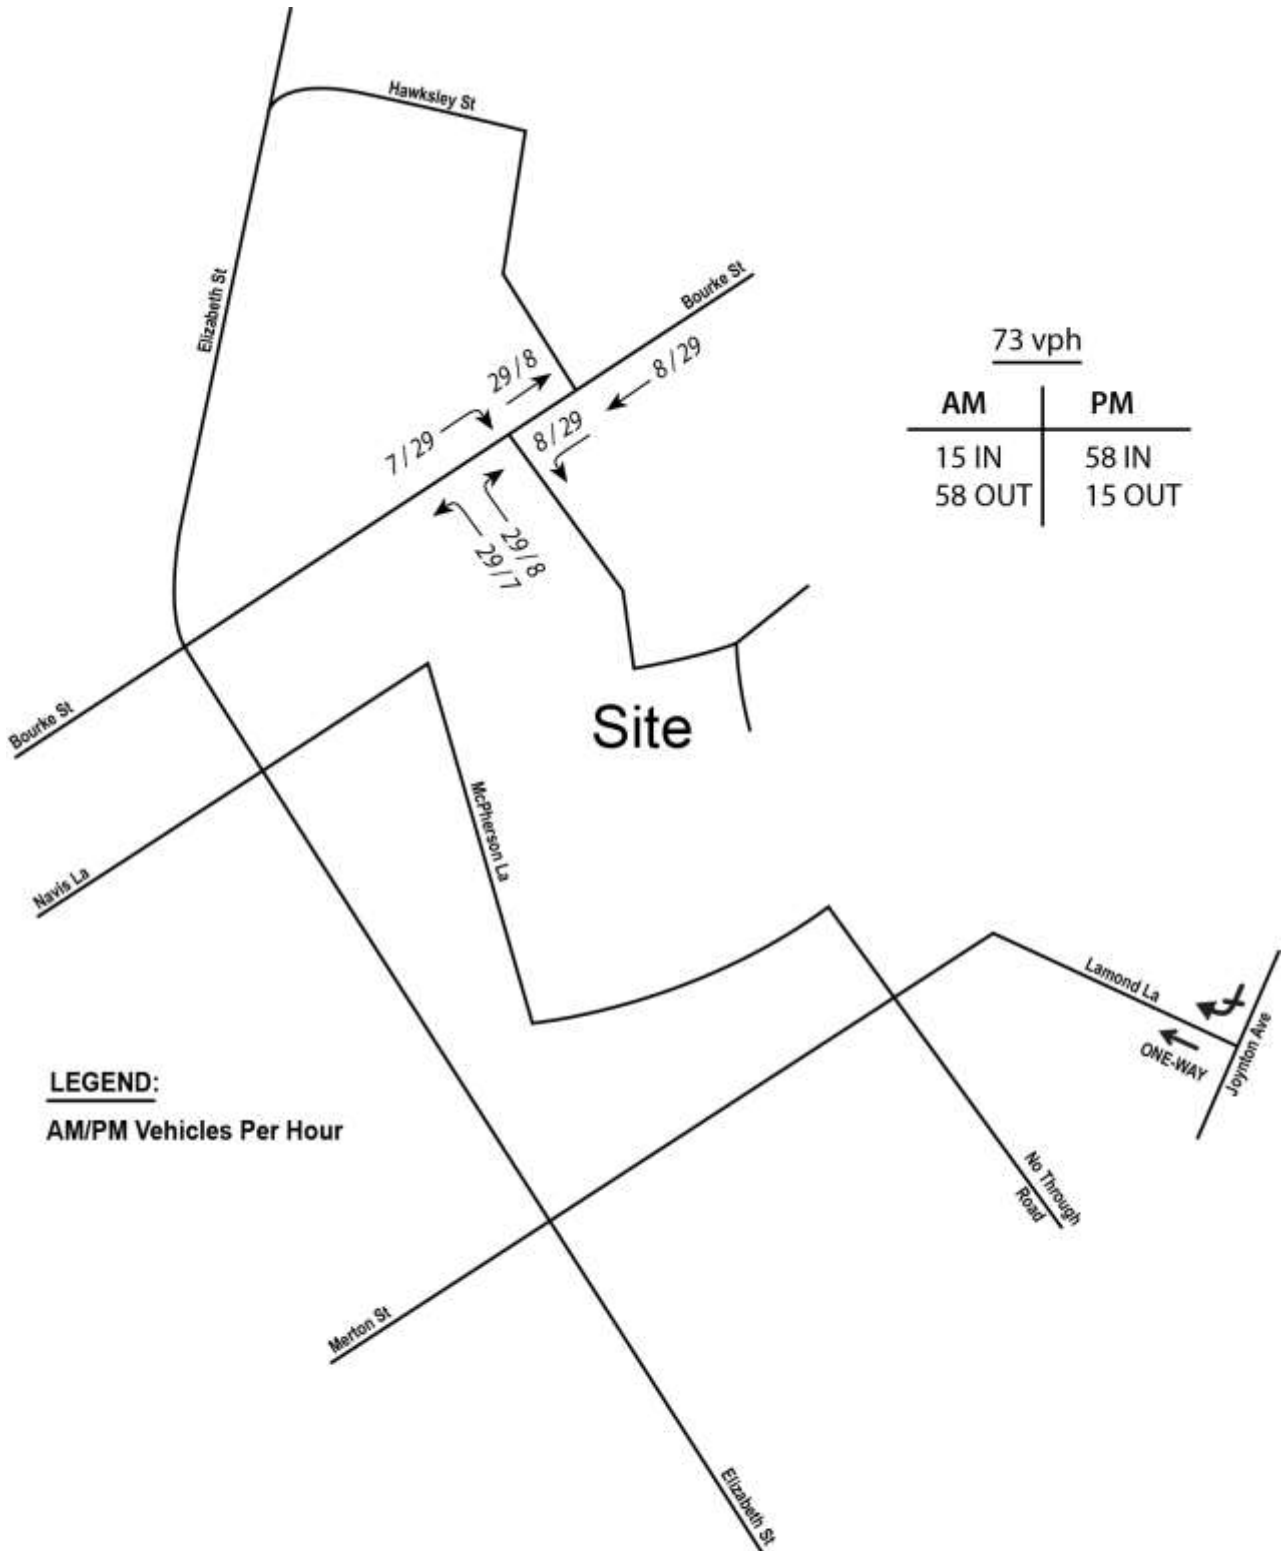 Hawksley St
Elizabeth St
Bourke St
29 / 8
8 / 29
7 / 29
8 / 29
29 / 8
29 / 7
73 vph
AM PM
15 IN 58 IN
58 OUT 15 OUT
Bourke St
Site
McPherson La
Navis La
Lamond La
ONE-WAY
Joynton Ave
LEGEND:
AM/PM Vehicles Per Hour
No Through
Road
Merton St
Elizabeth St